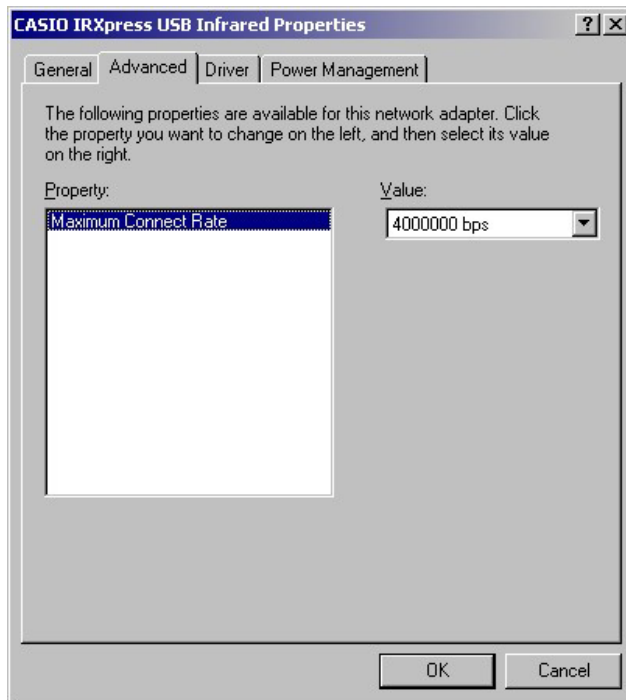 CASIO IRXpress USB Infrared Properties
General Advanced Driver Power Management
The following properties are available for this network adapter. Click
the property you want to change on the left, and then select its value
on the right.
Property:
Maximum Connect Rate
Value:
4000000 bps
OK Cancel